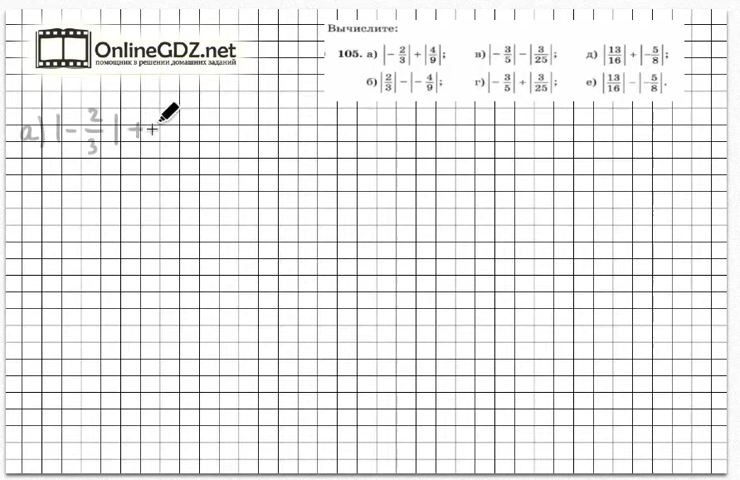 OnlineGDZ.net
помощник в решении домашних заданий
Вычислите:
105. а) |− 2/3| + |4/9|; в) |− 3/5| − |3/25|; д) |13/16| + |−5/8|;
б) |2/3| − |− 4/9|; г) |− 3/5| + |3/25|; е) |13/16| − |−5/8|.
а) |− 2/3| +